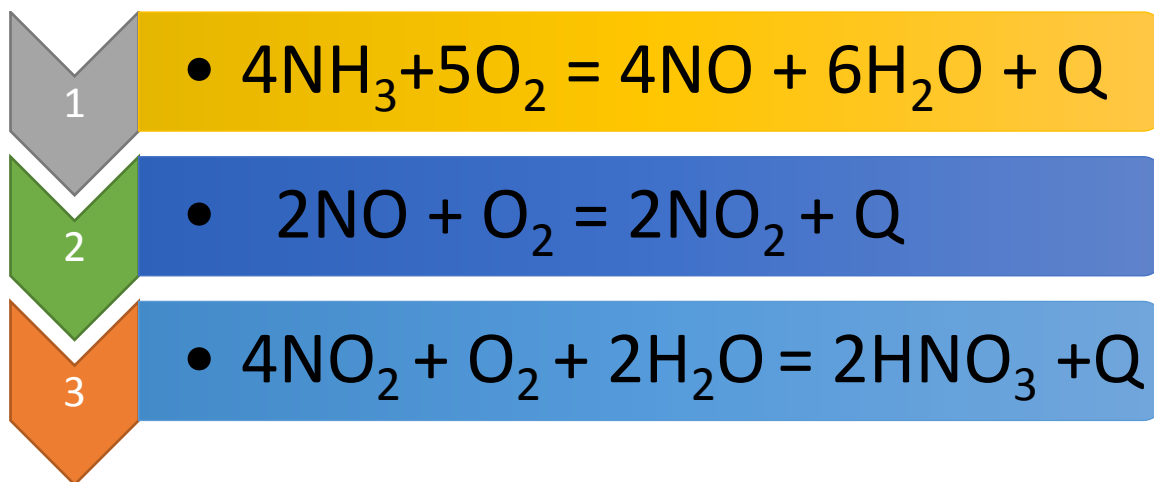 1
• 4NH₃+5O₂ = 4NO + 6H₂O + Q
2
• 2NO + O₂ = 2NO₂ + Q
3
• 4NO₂ + O₂ + 2H₂O = 2HNO₃ +Q